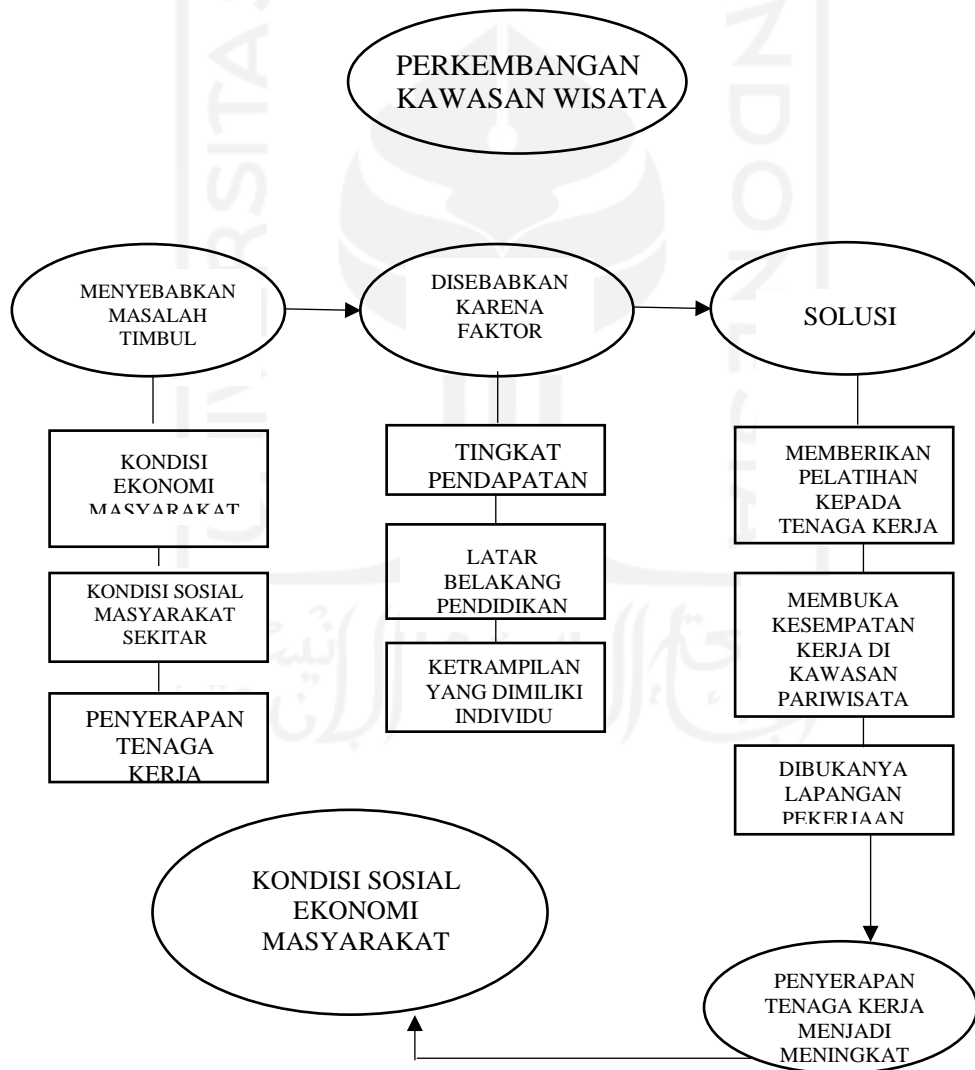 PERKEMBANGAN
KAWASAN WISATA
MENYEBABKAN
MASALAH
TIMBUL
DISEBABKAN
KARENA
FAKTOR
SOLUSI
KONDISI
EKONOMI
MASYARAKAT
KONDISI SOSIAL
MASYARAKAT
SEKITAR
PENYERAPAN
TENAGA
KERJA
TINGKAT
PENDAPATAN
LATAR
BELAKANG
PENDIDIKAN
KETRAMPILAN
YANG DIMILIKI
INDIVIDU
MEMBERIKAN
PELATIHAN
KEPADA
TENAGA KERJA
MEMBUKA
KESEMPATAN
KERJA DI
KAWASAN
PARIWISATA
DIBUKANYA
LAPANGAN
PEKERJAAN
KONDISI SOSIAL
EKONOMI
MASYARAKAT
PENYERAPAN
TENAGA KERJA
MENJADI
MENINGKAT